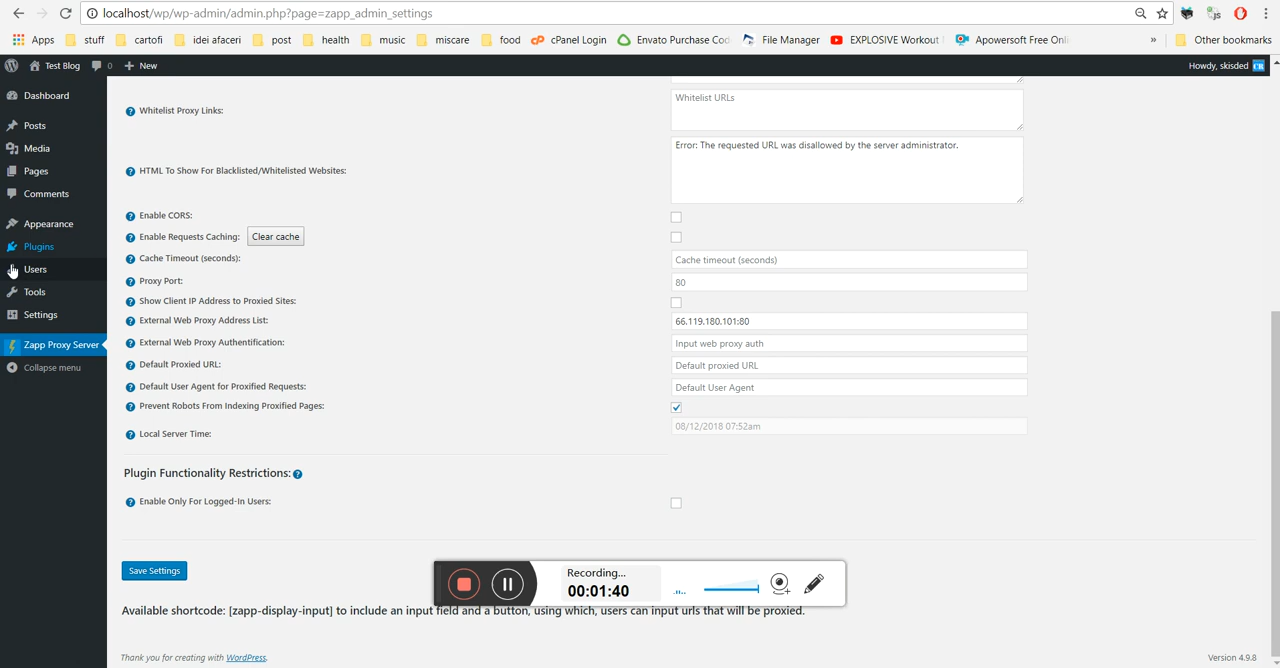 localhost/wp/wp-admin/admin.php?page=zapp_admin_settings
Apps stuff cartofi idei afaceri post health music miscare food cPanel Login Envato Purchase Cod File Manager EXPLOSIVE Workout Apowersoft Free Onli » Other bookmarks
Test Blog 0 + New Howdy, skisded
Dashboard
Posts
Media
Pages
Comments
Appearance
Plugins
Users
Tools
Settings
Zapp Proxy Server
Collapse menu
Whitelist Proxy Links:
Whitelist URLs
HTML To Show For Blacklisted/Whitelisted Websites:
Error: The requested URL was disallowed by the server administrator.
Enable CORS:
Enable Requests Caching: Clear cache
Cache Timeout (seconds): Cache timeout (seconds)
Proxy Port: 80
Show Client IP Address to Proxied Sites:
External Web Proxy Address List: 66.119.180.101:80
External Web Proxy Authentification: Input web proxy auth
Default Proxied URL: Default proxied URL
Default User Agent for Proxified Requests: Default User Agent
Prevent Robots From Indexing Proxified Pages:
Local Server Time: 08/12/2018 07:52am
Plugin Functionality Restrictions:
Enable Only For Logged-In Users:
Save Settings
Recording...
00:01:40
Available shortcode: [zapp-display-input] to include an input field and a button, using which, users can input urls that will be proxied.
Thank you for creating with WordPress. Version 4.9.8